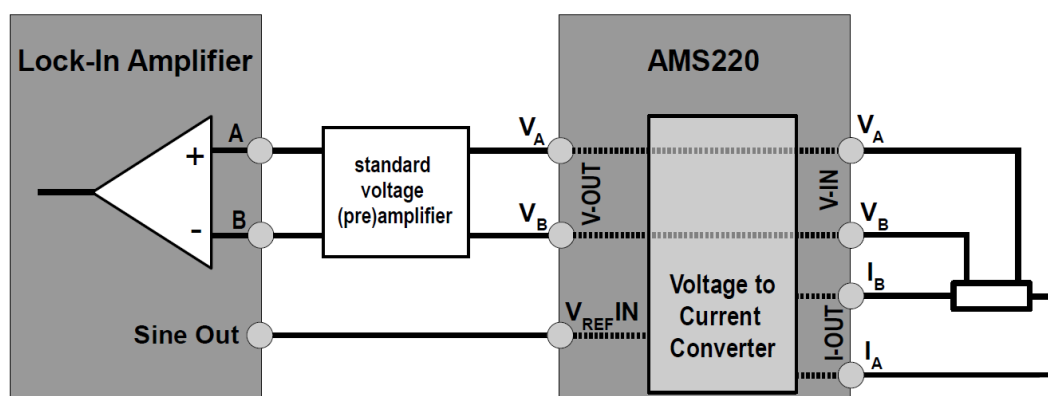 Lock-In Amplifier
A
+
B
-
Sine Out
standard
voltage
(pre)amplifier
AMS220
VA
V-OUT
VB
VREFIN
Voltage to
Current
Converter
VA
V-IN
VB
IB
I-OUT
IA